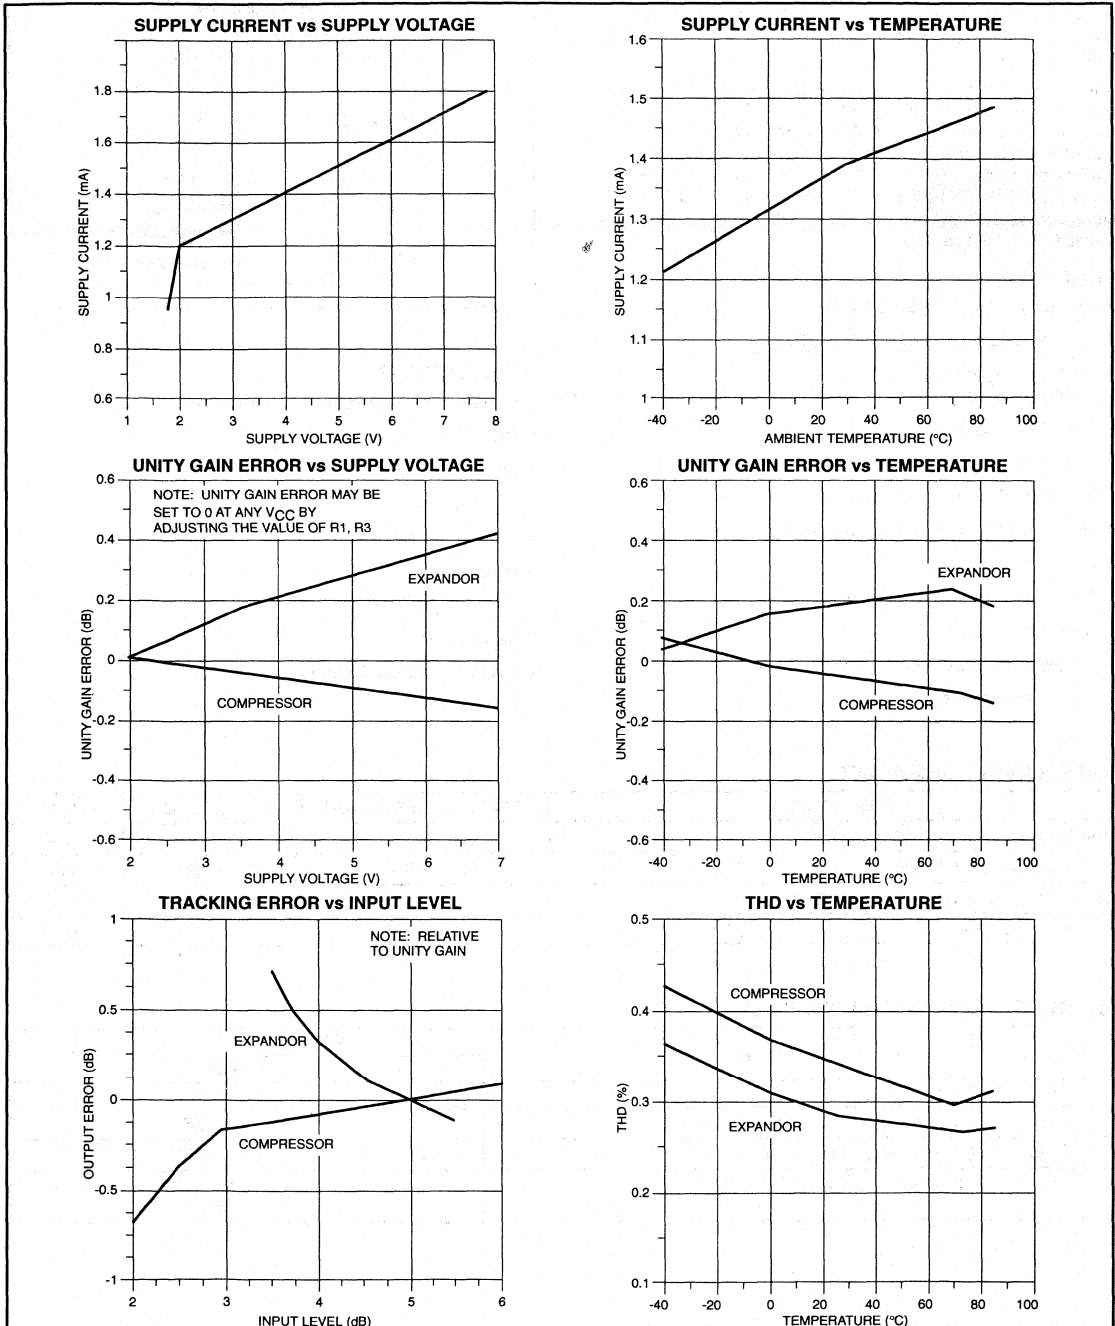 SUPPLY CURRENT vs SUPPLY VOLTAGE
1.8
1.6
1.4
1.2
1
0.8
0.6
SUPPLY CURRENT (mA)
1 2 3 4 5 6 7 8
SUPPLY VOLTAGE (V)
SUPPLY CURRENT vs TEMPERATURE
1.6
1.5
1.4
1.3
1.2
1.1
1
SUPPLY CURRENT (mA)
-40 -20 0 20 40 60 80 100
AMBIENT TEMPERATURE (°C)
UNITY GAIN ERROR vs SUPPLY VOLTAGE
NOTE: UNITY GAIN ERROR MAY BE
SET TO 0 AT ANY VCC BY
ADJUSTING THE VALUE OF R1, R3
0.6
0.4
0.2
0
-0.2
-0.4
-0.6
UNITY GAIN ERROR (dB)
EXPANDOR
COMPRESSOR
2 3 4 5 6 7
SUPPLY VOLTAGE (V)
UNITY GAIN ERROR vs TEMPERATURE
0.6
0.4
0.2
0
-0.2
-0.4
-0.6
UNITY GAIN ERROR (dB)
EXPANDOR
COMPRESSOR
-40 -20 0 20 40 60 80 100
TEMPERATURE (°C)
TRACKING ERROR vs INPUT LEVEL
NOTE: RELATIVE
TO UNITY GAIN
1
0.5
0
-0.5
-1
OUTPUT ERROR (dB)
EXPANDOR
COMPRESSOR
2 3 4 5 6
INPUT LEVEL (dB)
THD vs TEMPERATURE
0.5
0.4
0.3
0.2
0.1
THD (%)
COMPRESSOR
EXPANDOR
-40 -20 0 20 40 60 80 100
TEMPERATURE (°C)